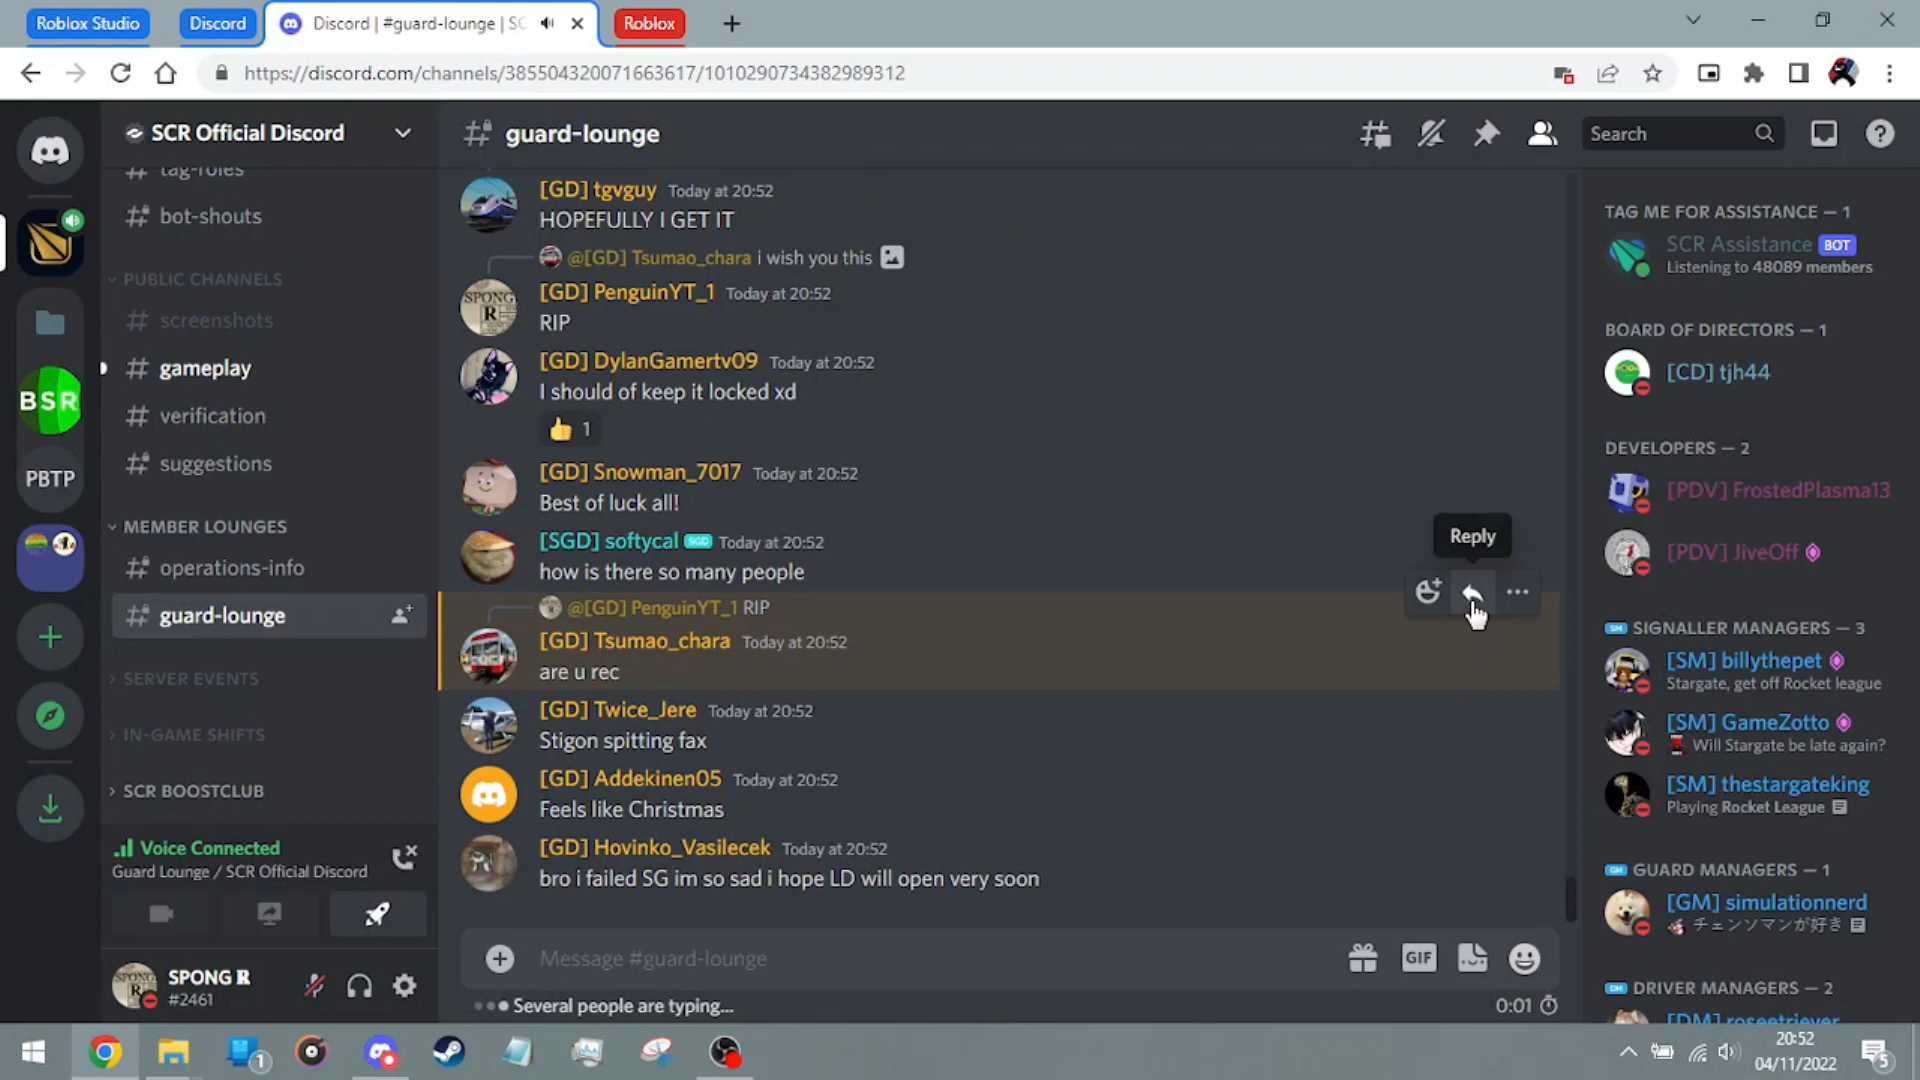 Roblox Studio
Discord
Discord | #guard-lounge | SC
Roblox
https://discord.com/channels/385504320071663617/1010290734382989312
SCR Official Discord
guard-lounge
Search
tag-roles
bot-shouts
PUBLIC CHANNELS
screenshots
gameplay
verification
suggestions
MEMBER LOUNGES
operations-info
guard-lounge
SERVER EVENTS
IN-GAME SHIFTS
SCR BOOSTCLUB
BSR
PBTP
Voice Connected
Guard Lounge / SCR Official Discord
SPONG R
#2461
[GD] tgvguy Today at 20:52
HOPEFULLY I GET IT
@[GD] Tsumao_chara i wish you this
[GD] PenguinYT_1 Today at 20:52
RIP
[GD] DylanGamertv09 Today at 20:52
I should of keep it locked xd
👍 1
[GD] Snowman_7017 Today at 20:52
Best of luck all!
[SGD] softycal SGD Today at 20:52
how is there so many people
Reply
@[GD] PenguinYT_1 RIP
[GD] Tsumao_chara Today at 20:52
are u rec
[GD] Twice_Jere Today at 20:52
Stigon spitting fax
[GD] Addekinen05 Today at 20:52
Feels like Christmas
[GD] Hovinko_Vasilecek Today at 20:52
bro i failed SG im so sad i hope LD will open very soon
Message #guard-lounge
GIF
Several people are typing...
0:01
TAG ME FOR ASSISTANCE — 1
SCR Assistance BOT
Listening to 48089 members
BOARD OF DIRECTORS — 1
[CD] tjh44
DEVELOPERS — 2
[PDV] FrostedPlasma13
[PDV] JiveOff
SM SIGNALLER MANAGERS — 3
[SM] billythepet
Stargate, get off Rocket league
[SM] GameZotto
Will Stargate be late again?
[SM] thestargateking
Playing Rocket League
GM GUARD MANAGERS — 1
[GM] simulationnerd
チェンソマンが好き
DM DRIVER MANAGERS — 2
[DM] roseetriever
1
20:52
04/11/2022
5